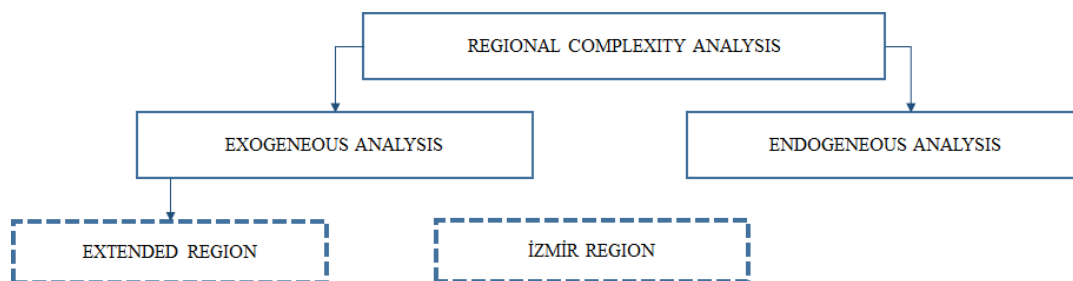 REGIONAL COMPLEXITY ANALYSIS
EXOGENEOUS ANALYSIS
ENDOGENEOUS ANALYSIS
EXTENDED REGION
İZMİR REGION